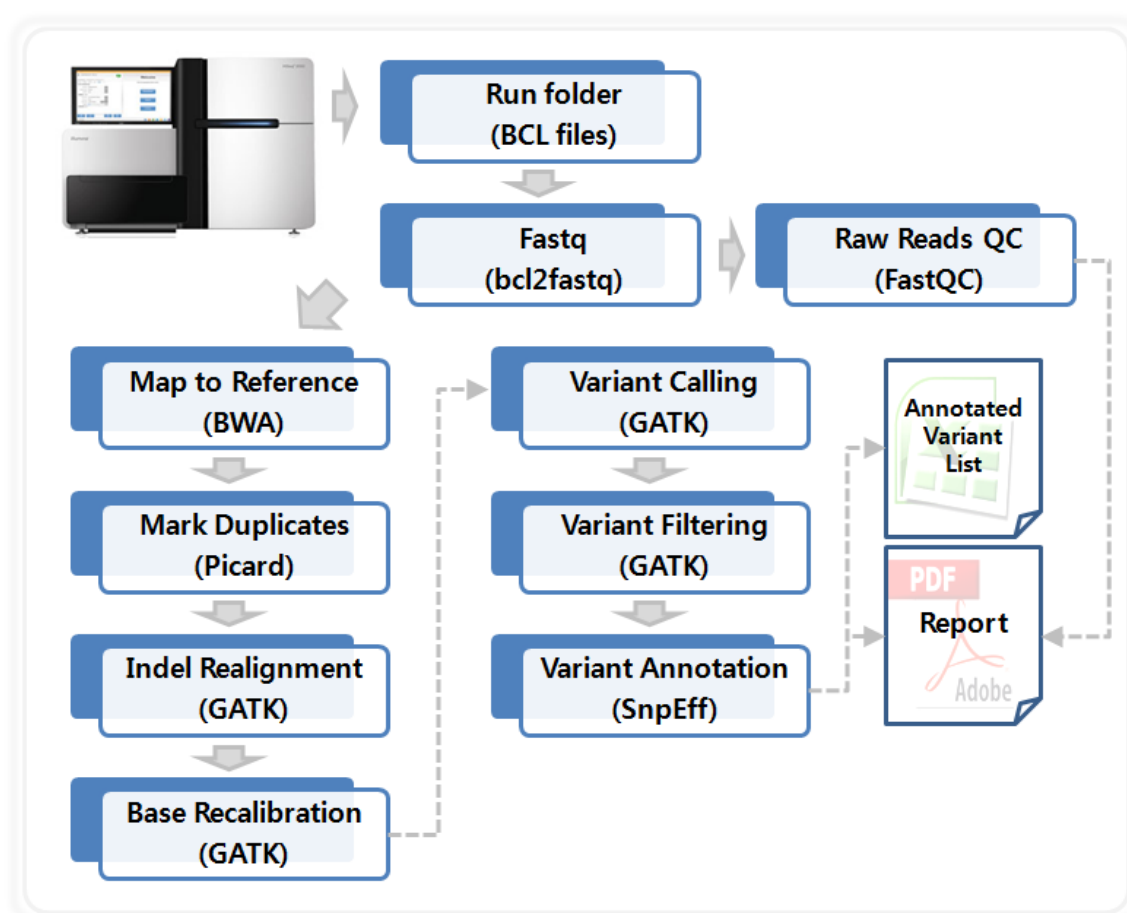 Run folder
(BCL files)
Fastq
(bcl2fastq)
Raw Reads QC
(FastQC)
Map to Reference
(BWA)
Mark Duplicates
(Picard)
Indel Realignment
(GATK)
Base Recalibration
(GATK)
Variant Calling
(GATK)
Variant Filtering
(GATK)
Variant Annotation
(SnpEff)
Annotated
Variant
List
PDF
Report
Adobe